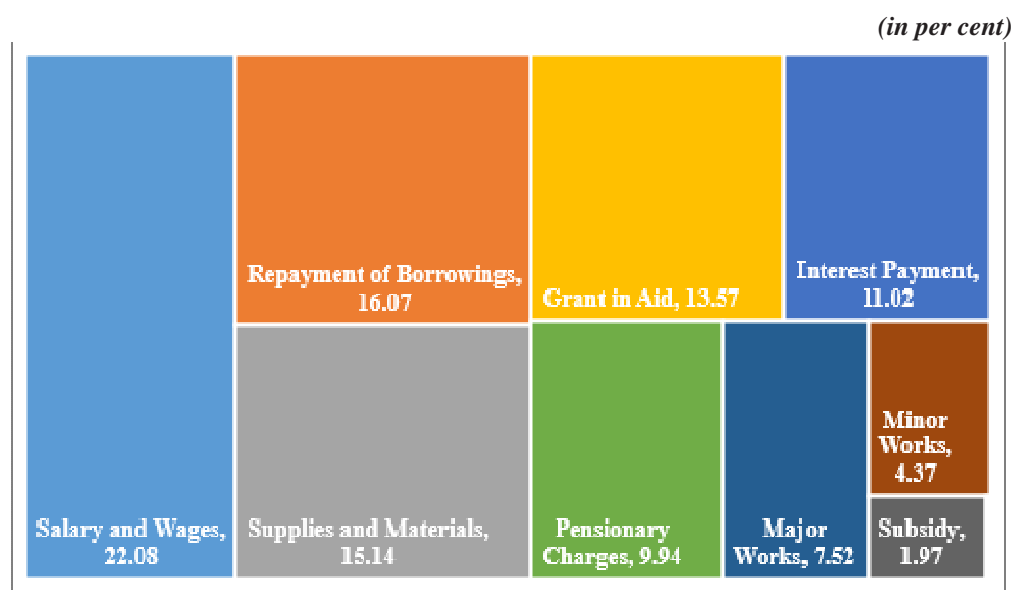 (in per cent)
Repayment of Borrowings,
16.07
Grant in Aid, 13.57
Interest Payment,
11.02
Salary and Wages,
22.08
Supplies and Materials,
15.14
Pensionary
Charges, 9.94
Major
Works, 7.52
Minor
Works,
4.37
Subsidy,
1.97